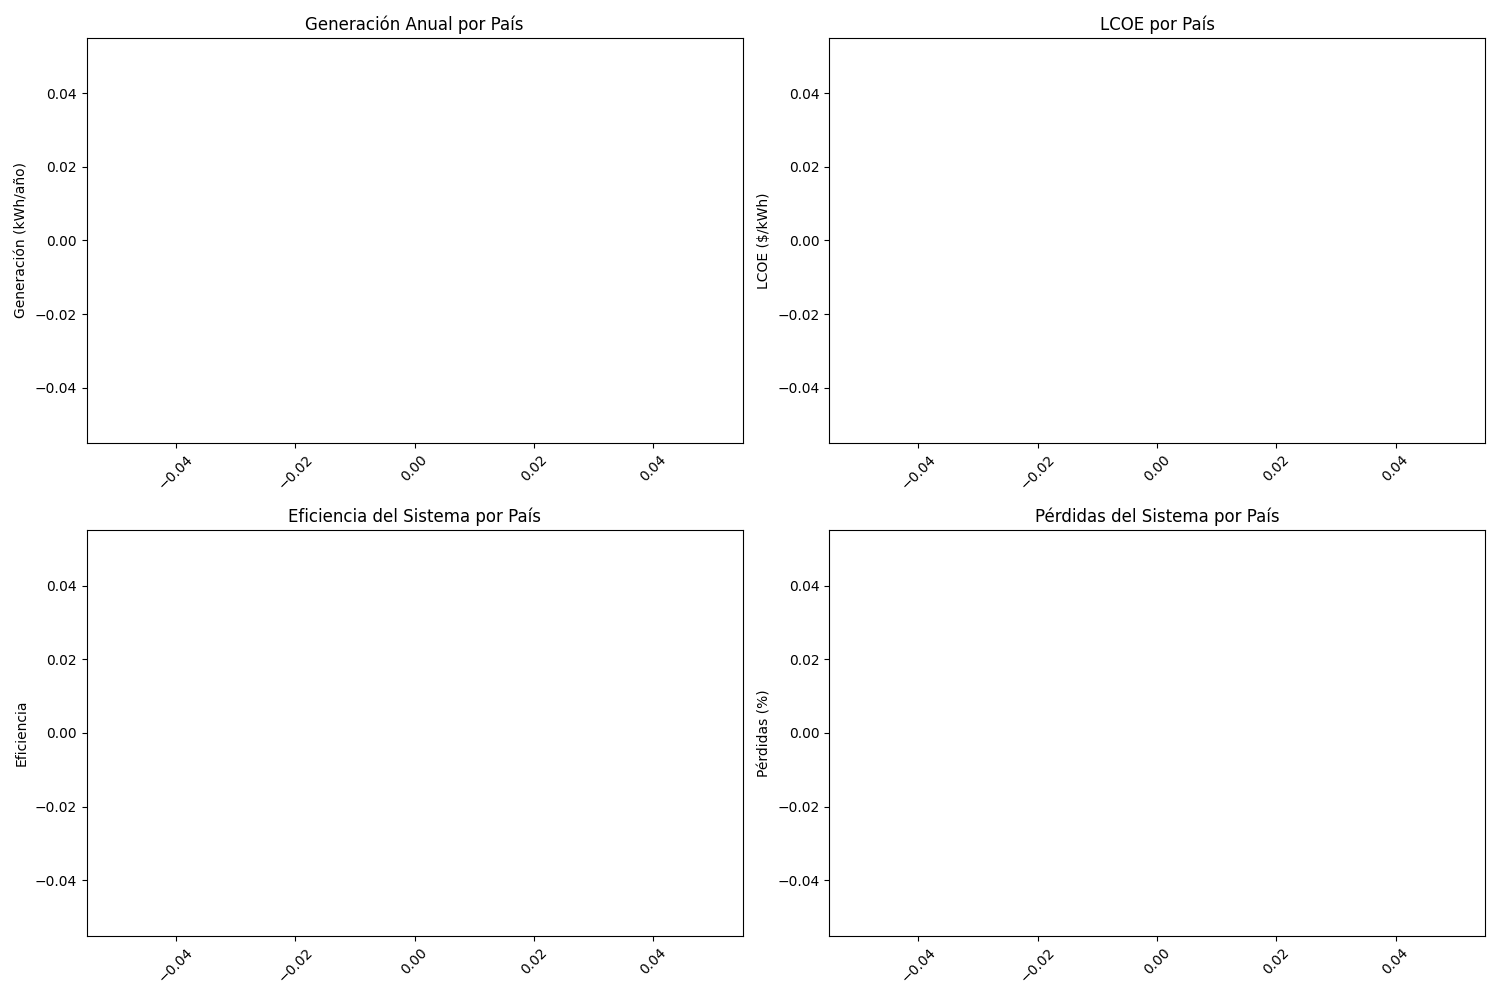 Generación Anual por País
Generación (kWh/año)
0.04
0.02
0.00
−0.02
−0.04
−0.04 −0.02 0.00 0.02 0.04
LCOE por País
LCOE ($/kWh)
0.04
0.02
0.00
−0.02
−0.04
−0.04 −0.02 0.00 0.02 0.04
Eficiencia del Sistema por País
Eficiencia
0.04
0.02
0.00
−0.02
−0.04
−0.04 −0.02 0.00 0.02 0.04
Pérdidas del Sistema por País
Pérdidas (%)
0.04
0.02
0.00
−0.02
−0.04
−0.04 −0.02 0.00 0.02 0.04